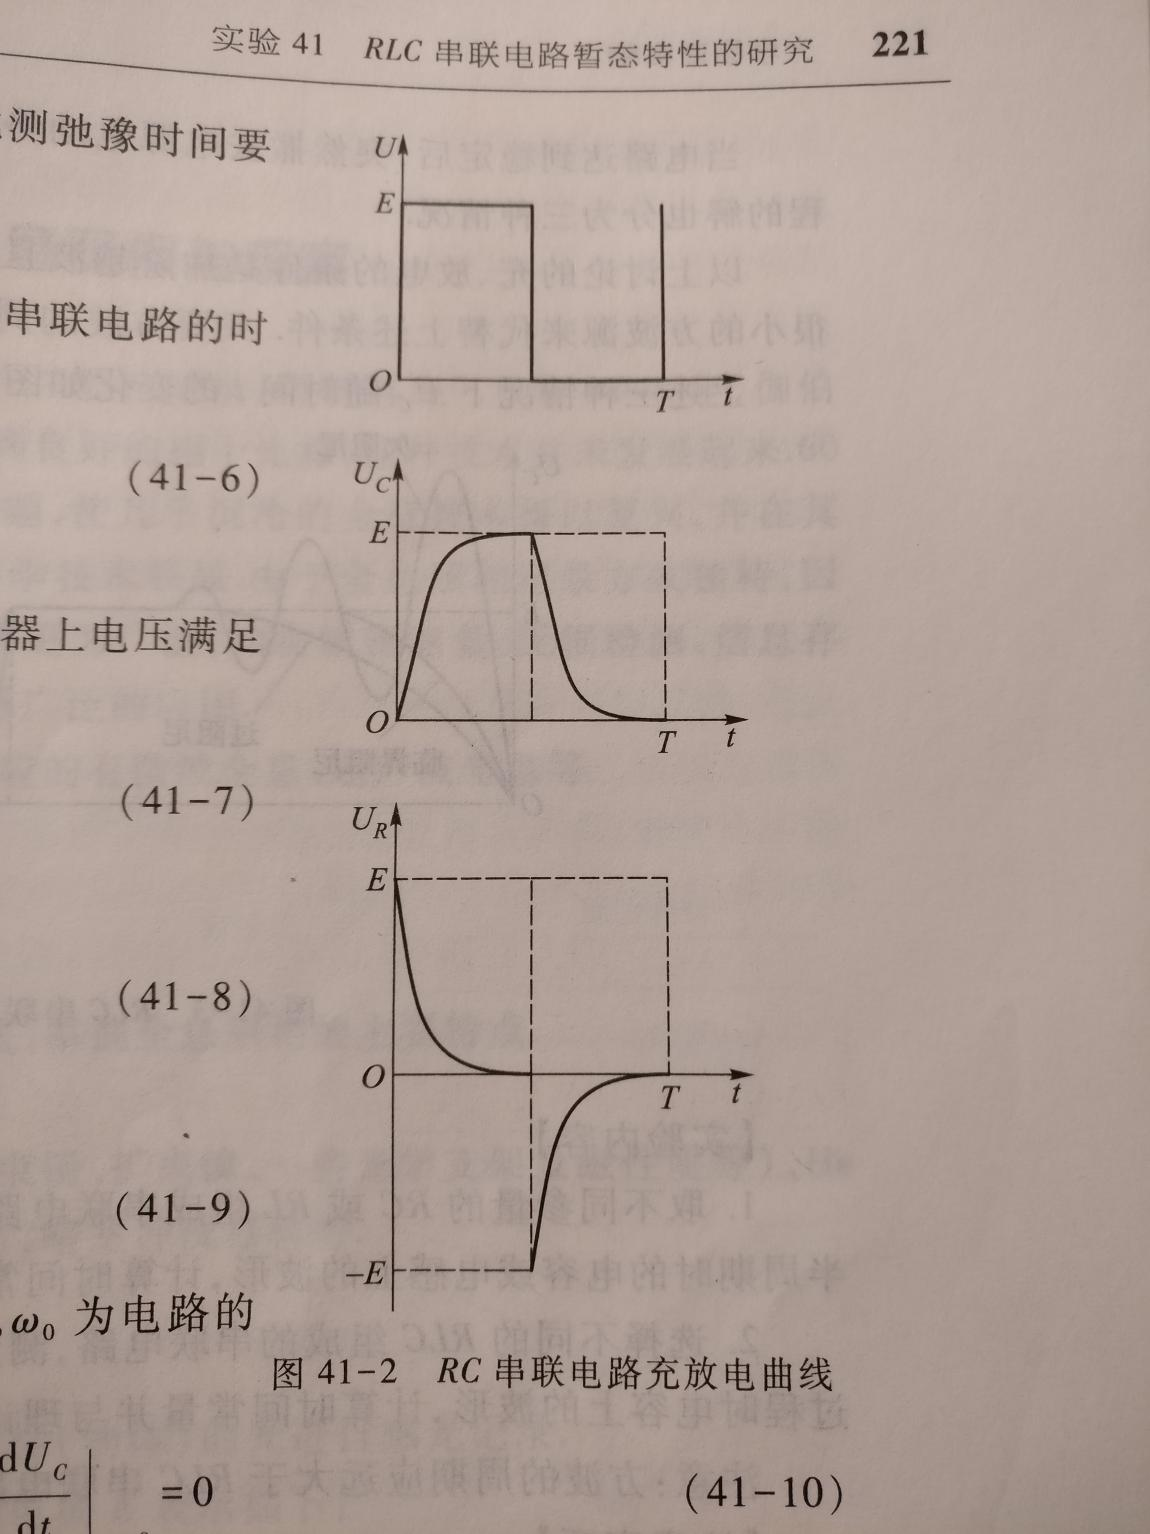 实验 41 RLC 串联电路暂态特性的研究 221
测弛豫时间要
串联电路的时
(41-6)
器上电压满足
(41-7)
(41-8)
(41-9)
ω₀ 为电路的
U
E
O
T
t
U_C
E
O
T
t
U_R
E
O
T
t
-E
图 41-2 RC 串联电路充放电曲线
dU_C
dt
=0
(41-10)